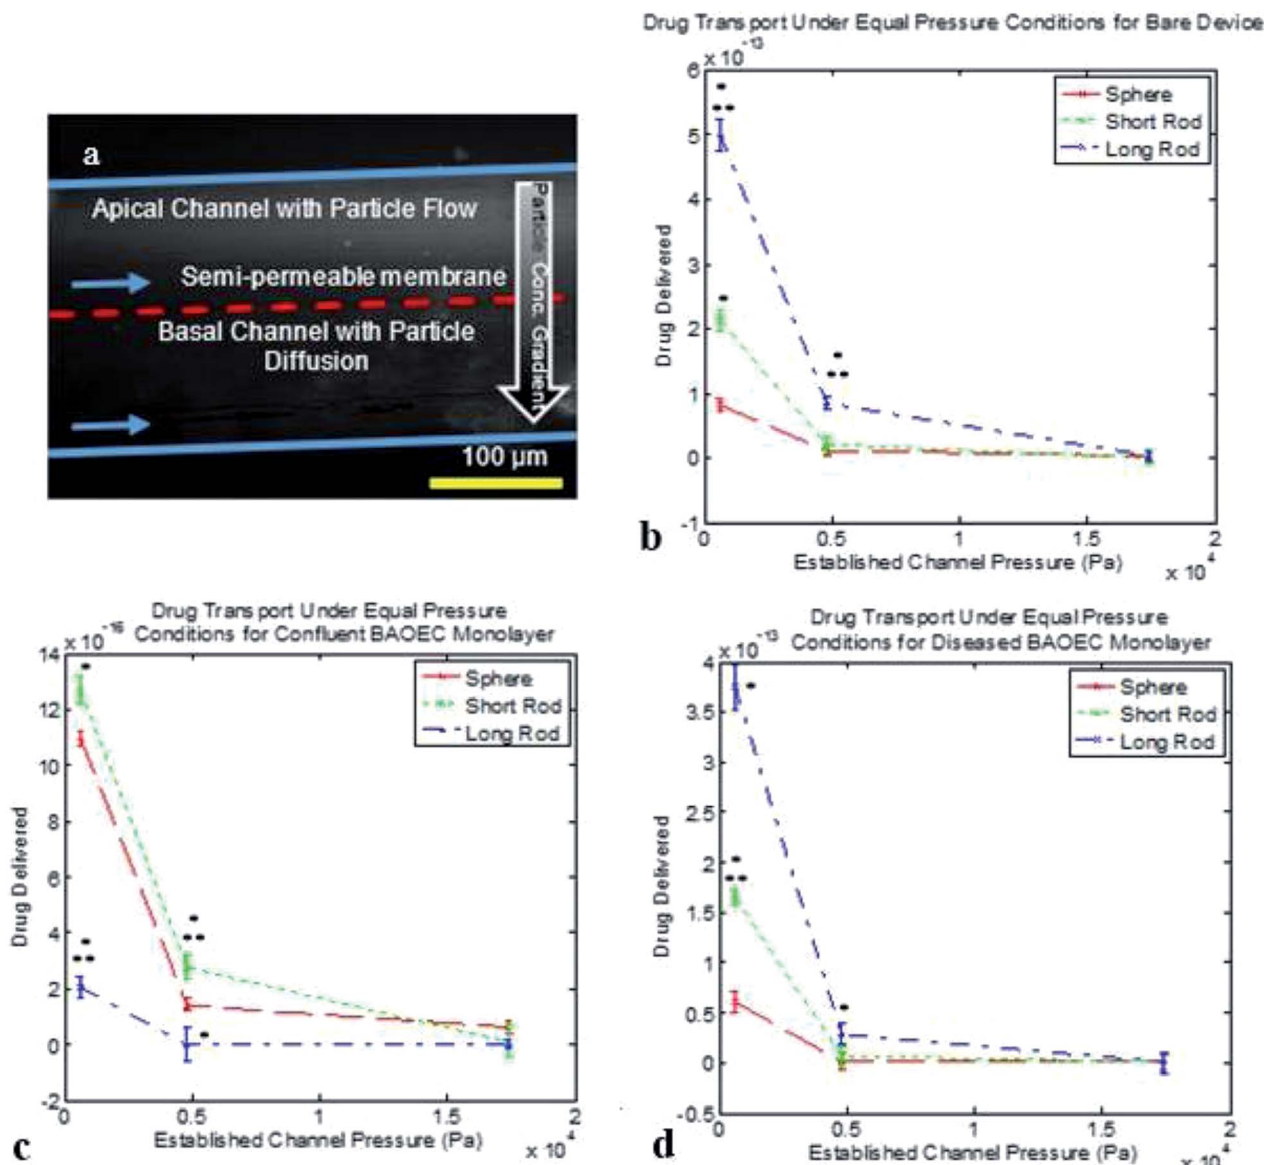 a
Apical Channel with Particle Flow
Semi-permeable membrane
Basal Channel with Particle
Diffusion
Particle Conc. Gradient
100 µm
Drug Transport Under Equal Pressure Conditions for Bare Device
x 10⁻¹³
6
5
4
3
2
1
0
-1
Drug Delivered
Sphere
Short Rod
Long Rod
0 0.5 1 1.5 2
Established Channel Pressure (Pa)
x 10⁴
b
Drug Transport Under Equal Pressure
Conditions for Confluent BAOEC Monolayer
x 10⁻¹⁶
14
12
10
8
6
4
2
0
-2
Drug Delivered
Sphere
Short Rod
Long Rod
0 0.5 1 1.5 2
Established Channel Pressure (Pa)
x 10⁴
c
Drug Transport Under Equal Pressure
Conditions for Diseased BAOEC Monolayer
x 10⁻¹³
4
3.5
3
2.5
2
1.5
1
0.5
0
-0.5
Drug Delivered
Sphere
Short Rod
Long Rod
0 0.5 1 1.5 2
Established Channel Pressure (Pa)
x 10⁴
d